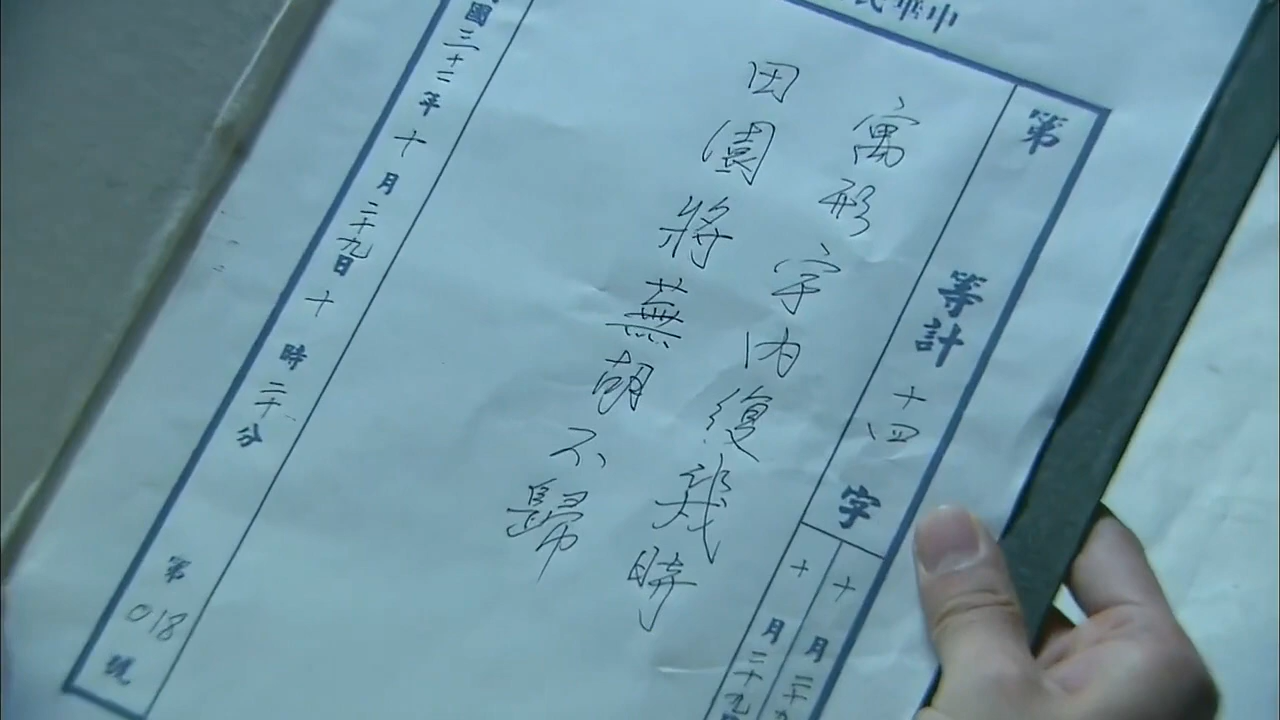 中華民
第 等計 十四 字
十 月 二十九
十 月 二十九
寓形宇内復幾時
田園將蕪胡不歸
國三十二年 十 月 二十九日 十 時 二十分
第 018 號